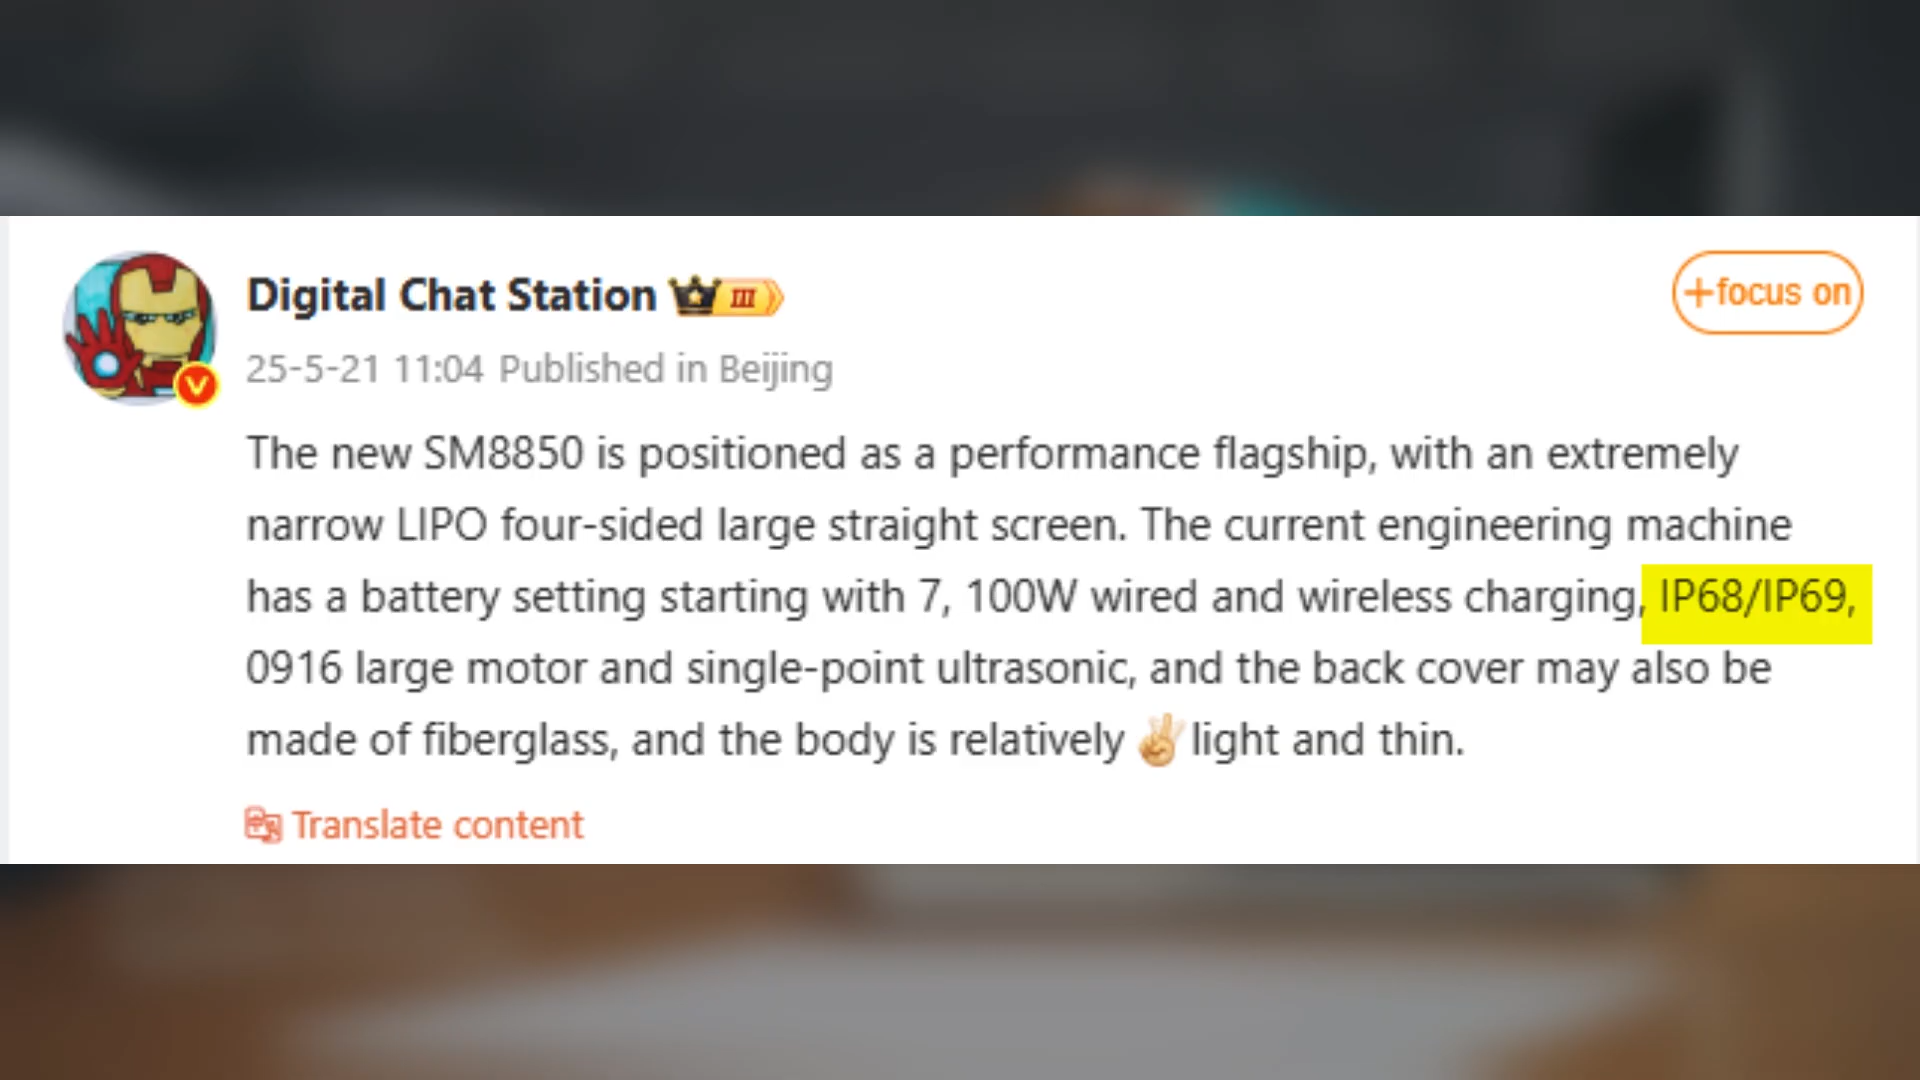 Digital Chat Station III
+focus on
25-5-21 11:04 Published in Beijing
The new SM8850 is positioned as a performance flagship, with an extremely
narrow LIPO four-sided large straight screen. The current engineering machine
has a battery setting starting with 7, 100W wired and wireless charging, IP68/IP69,
0916 large motor and single-point ultrasonic, and the back cover may also be
made of fiberglass, and the body is relatively ✌light and thin.
Translate content